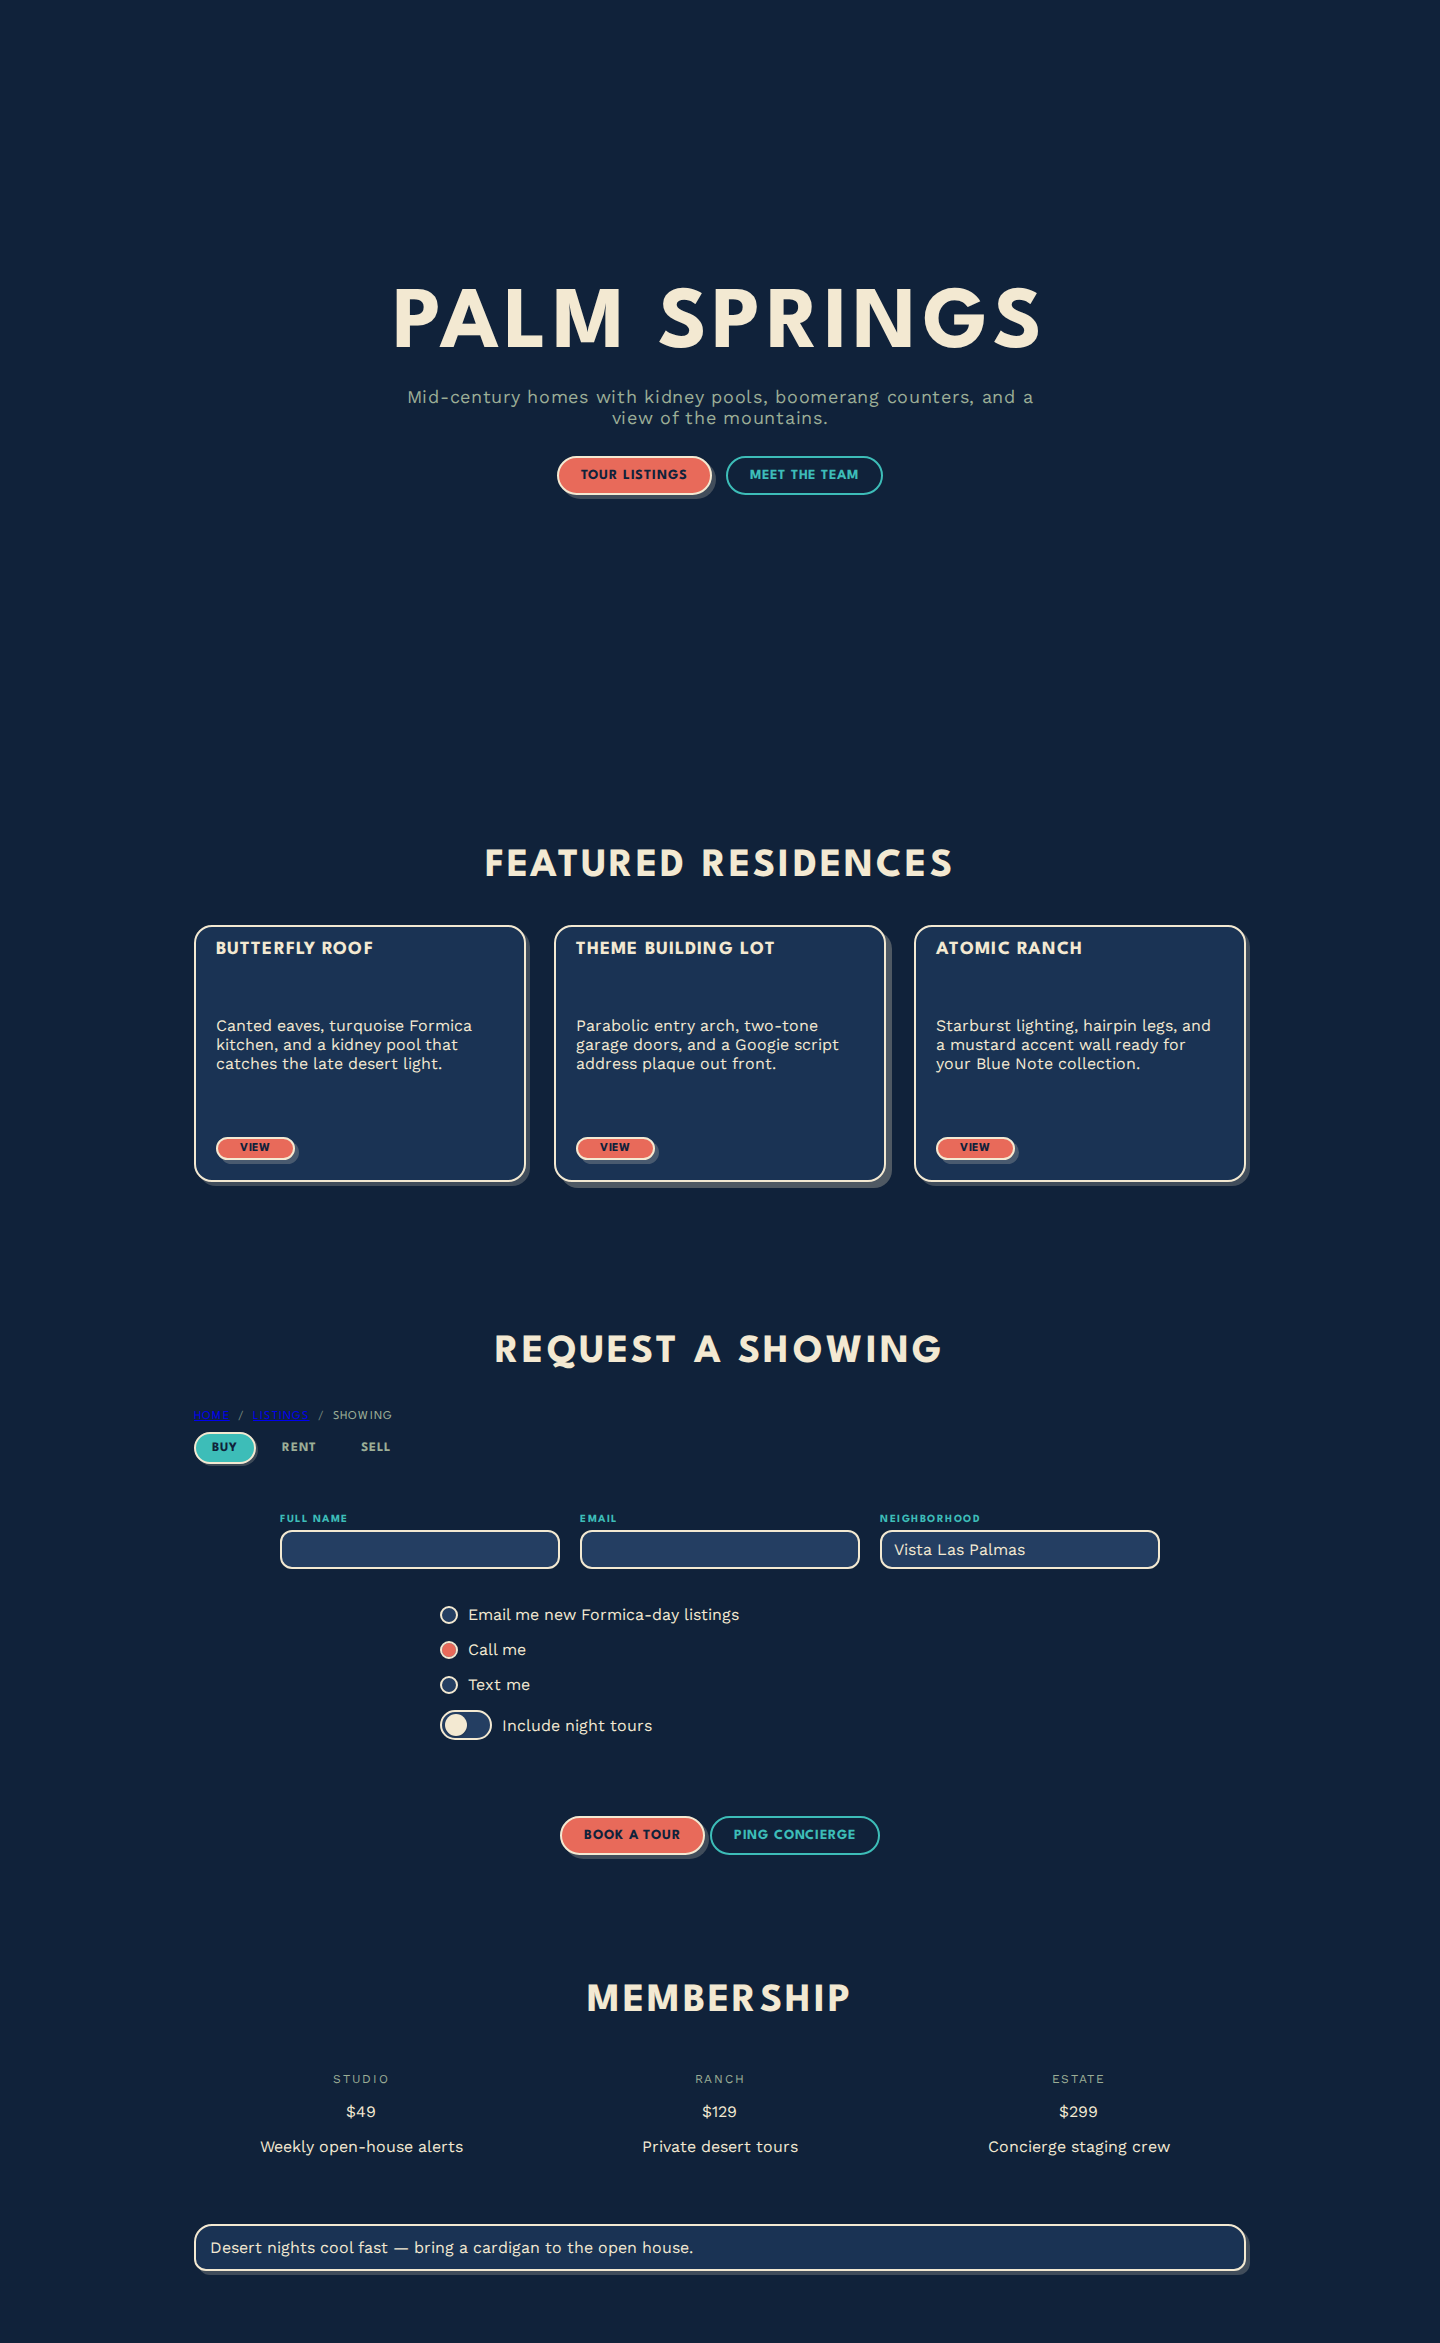 PALM SPRINGS
Mid-century homes with kidney pools, boomerang counters, and a
view of the mountains.
TOUR LISTINGS
MEET THE TEAM
FEATURED RESIDENCES
BUTTERFLY ROOF
Canted eaves, turquoise Formica
kitchen, and a kidney pool that
catches the late desert light.
VIEW
THEME BUILDING LOT
Parabolic entry arch, two-tone
garage doors, and a Googie script
address plaque out front.
VIEW
ATOMIC RANCH
Starburst lighting, hairpin legs, and
a mustard accent wall ready for
your Blue Note collection.
VIEW
REQUEST A SHOWING
HOME / LISTINGS / SHOWING
BUY
RENT
SELL
FULL NAME
EMAIL
NEIGHBORHOOD
Vista Las Palmas
Email me new Formica-day listings
Call me
Text me
Include night tours
BOOK A TOUR
PING CONCIERGE
MEMBERSHIP
STUDIO
$49
Weekly open-house alerts
RANCH
$129
Private desert tours
ESTATE
$299
Concierge staging crew
Desert nights cool fast — bring a cardigan to the open house.